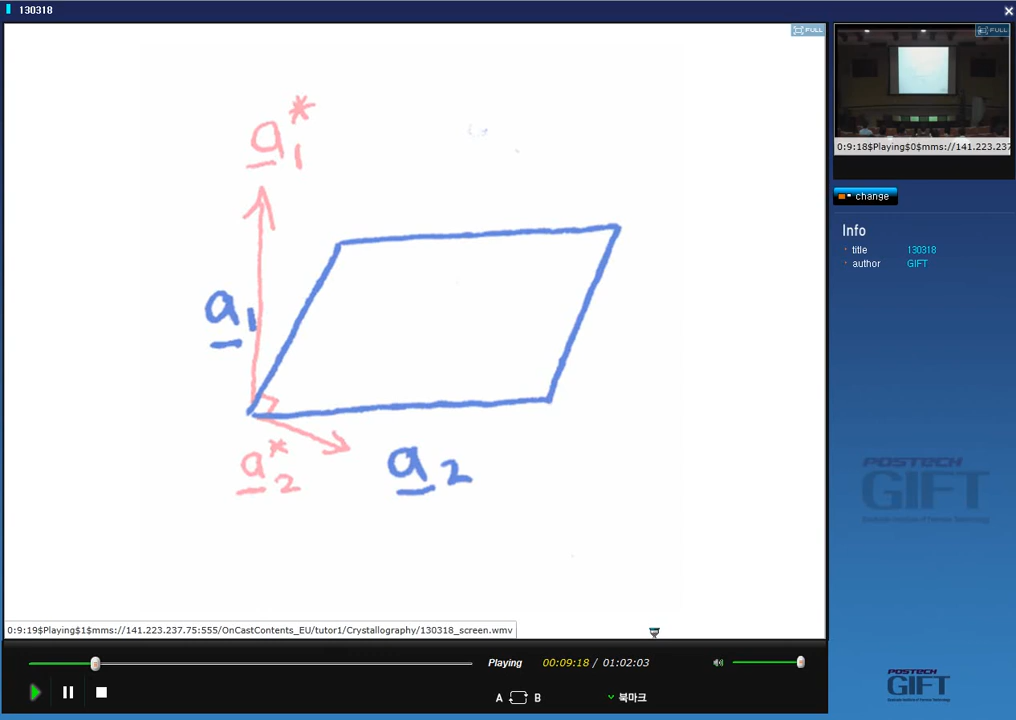 130318
FULL
a₁*
a₁
a₂*
a₂
0:9:19$Playing$1$mms://141.223.237.75:555/OnCastContents_EU/tutor1/Crystallography/130318_screen.wmv
FULL
0:9:18$Playing$0$mms://141.223.237
change
Info
title 130318
author GIFT
POSTECH
GIFT
Playing 00:09:18 / 01:02:03
A B 북마크
POSTECH
GIFT